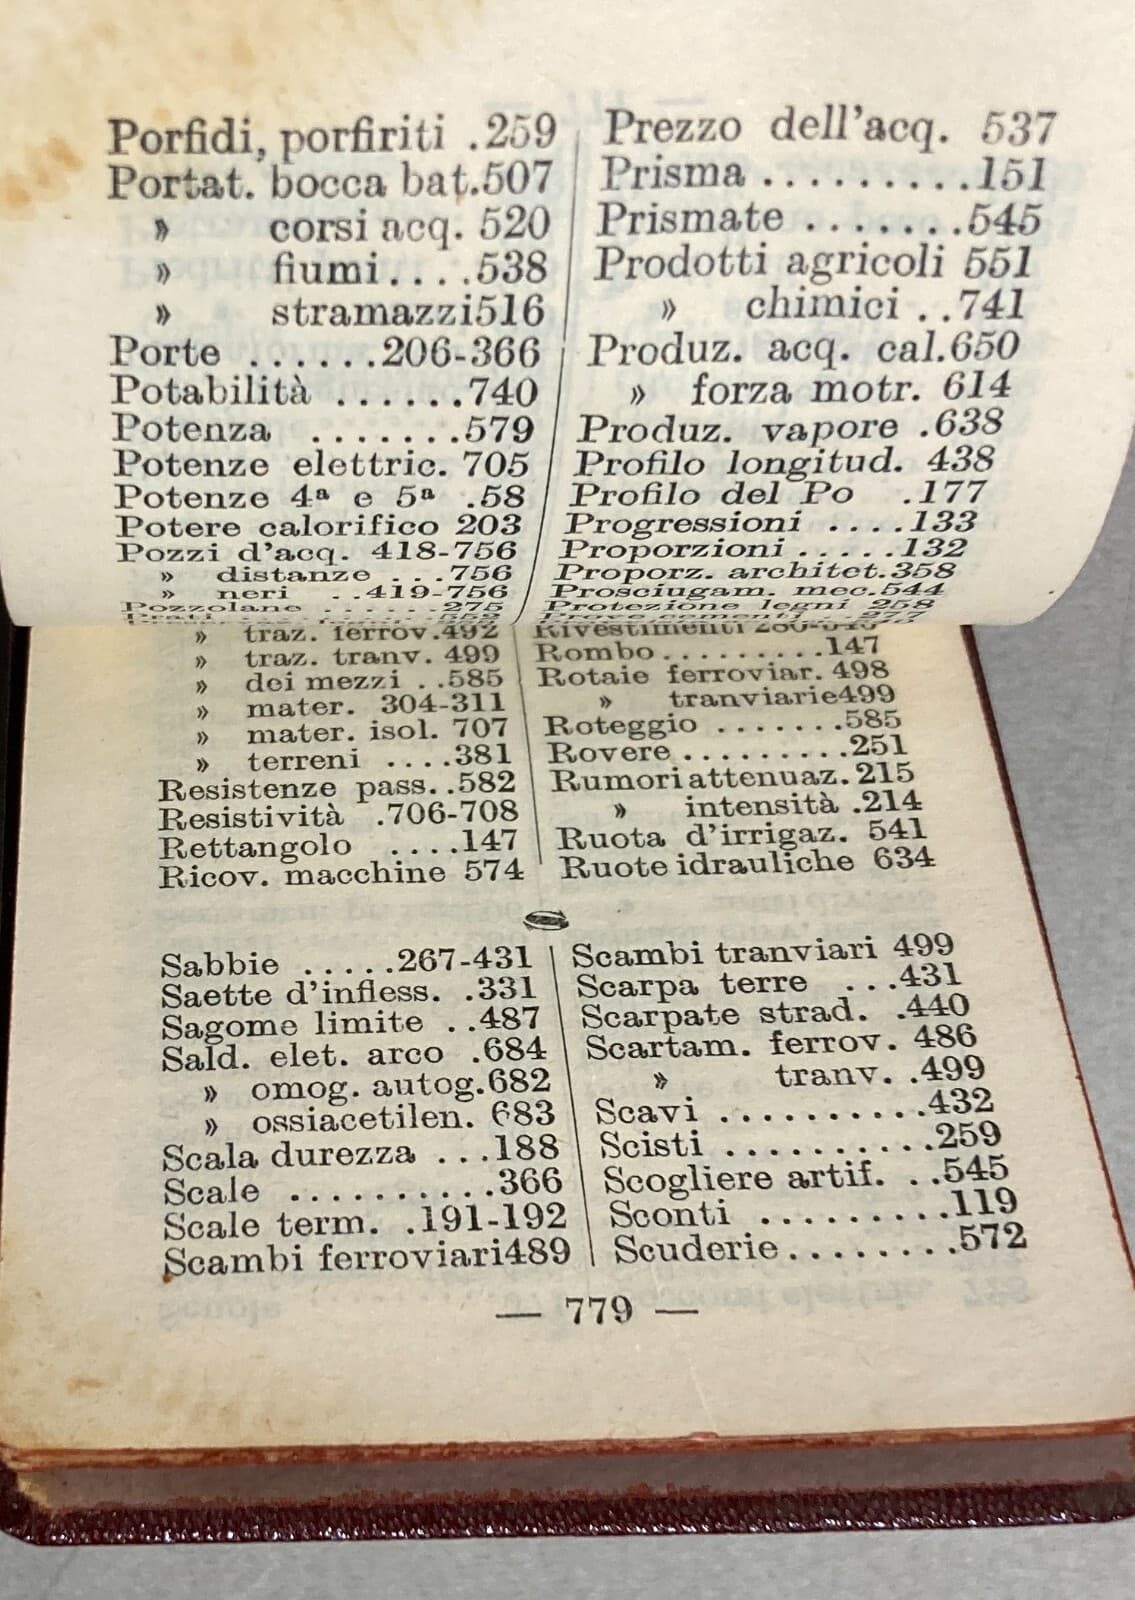 Porfidi, porfiriti .259
Portat. bocca bat.507
» corsi acq. 520
» fiumi....538
» stramazzi516
Porte ......206-366
Potabilità ......740
Potenza .......579
Potenze elettric. 705
Potenze 4ª e 5ª .58
Potere calorifico 203
Pozzi d'acq. 418-756
» distanze ...756
» neri ..419-756
Pozzolane ......275
Prezzo dell'acq. 537
Prisma .........151
Prismate .......545
Prodotti agricoli 551
» chimici ..741
Produz. acq. cal.650
» forza motr. 614
Produz. vapore .638
Profilo longitud. 438
Profilo del Po .177
Progressioni ....133
Proporzioni .....132
Proporz. architet.358
Prosciugam. mec.544
Protezione legni 258
» traz. ferrov.492
» traz. tranv. 499
» dei mezzi ..585
» mater. 304-311
» mater. isol. 707
» terreni ....381
Resistenze pass..582
Resistività .706-708
Rettangolo ....147
Ricov. macchine 574
Rivestimenti
Rombo.........147
Rotaie ferroviar. 498
» tranviarie499
Roteggio .......585
Rovere.........251
Rumori attenuaz. 215
» intensità .214
Ruota d'irrigaz. 541
Ruote idrauliche 634
Sabbie .....267-431
Saette d'infless. .331
Sagome limite ..487
Sald. elet. arco .684
» omog. autog.682
» ossiacetilen. 683
Scala durezza ...188
Scale ..........366
Scale term. .191-192
Scambi ferroviari489
Scambi tranviari 499
Scarpa terre ...431
Scarpate strad. .440
Scartam. ferrov. 486
» tranv. .499
Scavi ..........432
Scisti ..........259
Scogliere artif. ..545
Sconti .........119
Scuderie........572
— 779 —